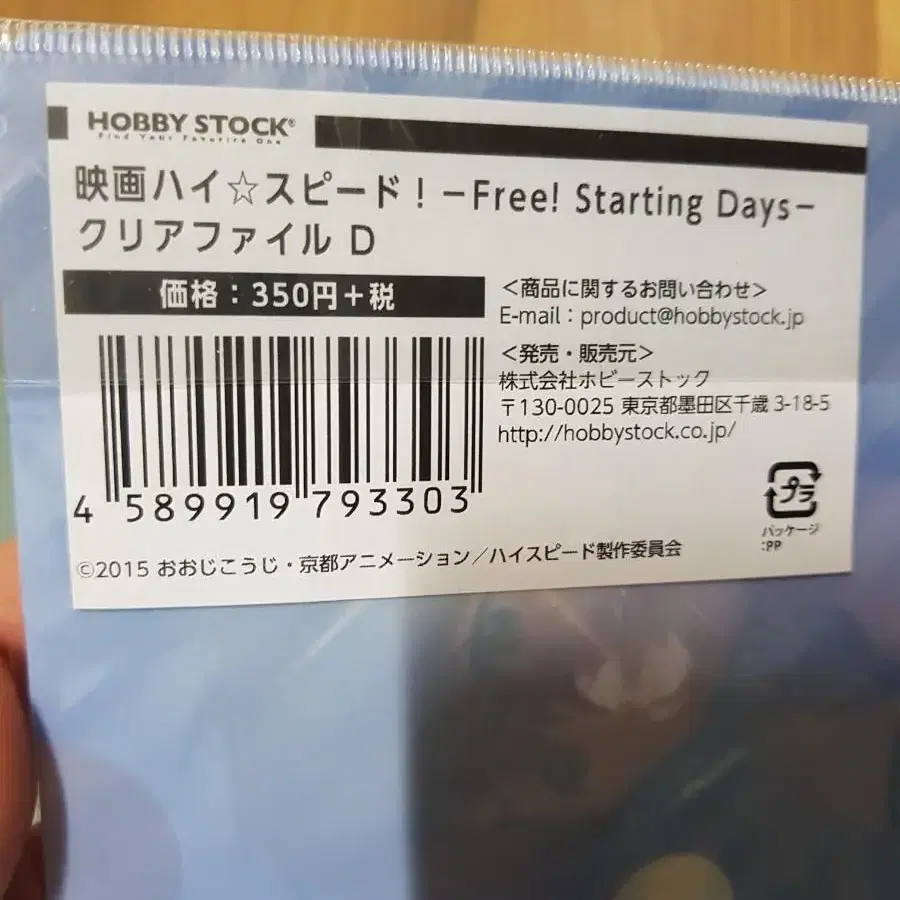 HOBBY STOCK®
Find Your Favorite One
映画ハイ☆スピード！－Free! Starting Days－
クリアファイル D
価格：350円＋税
＜商品に関するお問い合わせ＞
E-mail：product@hobbystock.jp
＜発売・販売元＞
株式会社ホビーストック
〒130-0025 東京都墨田区千歳 3-18-5
http://hobbystock.co.jp/
4 589919 793303
プラ
パッケージ
:PP
©2015 おおじこうじ・京都アニメーション／ハイスピード製作委員会